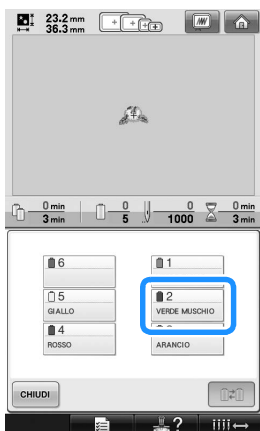 23.2 mm
36.3 mm
0 min
3 min
0
5
0
1000
0 min
3 min
6
1
5
GIALLO
2
VERDE MUSCHIO
4
ROSSO
ARANCIO
CHIUDI
?